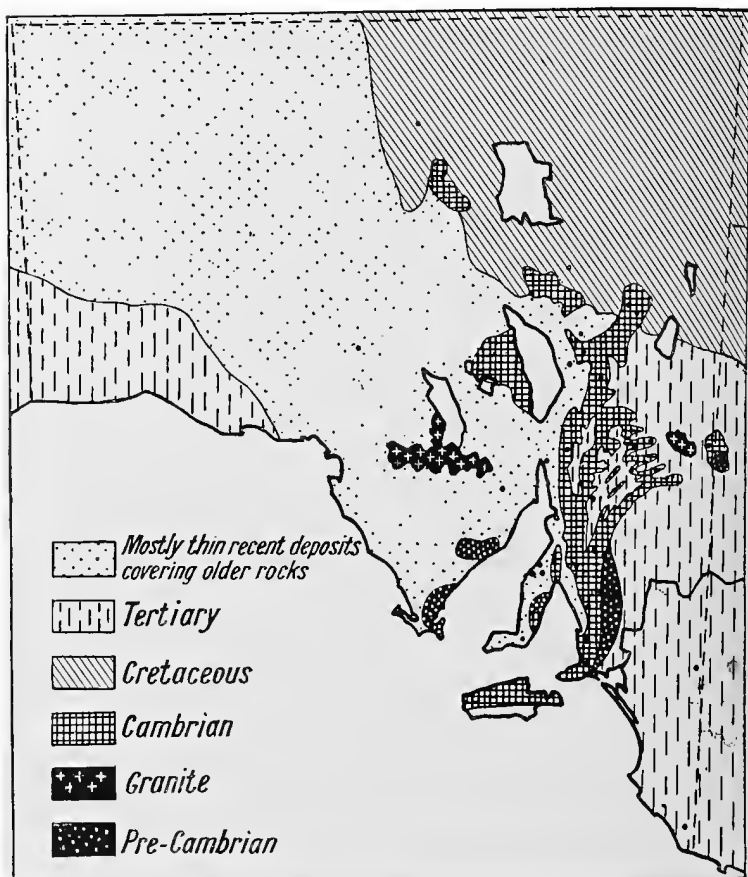 Mostly thin recent deposits
covering older rocks
Tertiary
Cretaceous
Cambrian
Granite
Pre-Cambrian